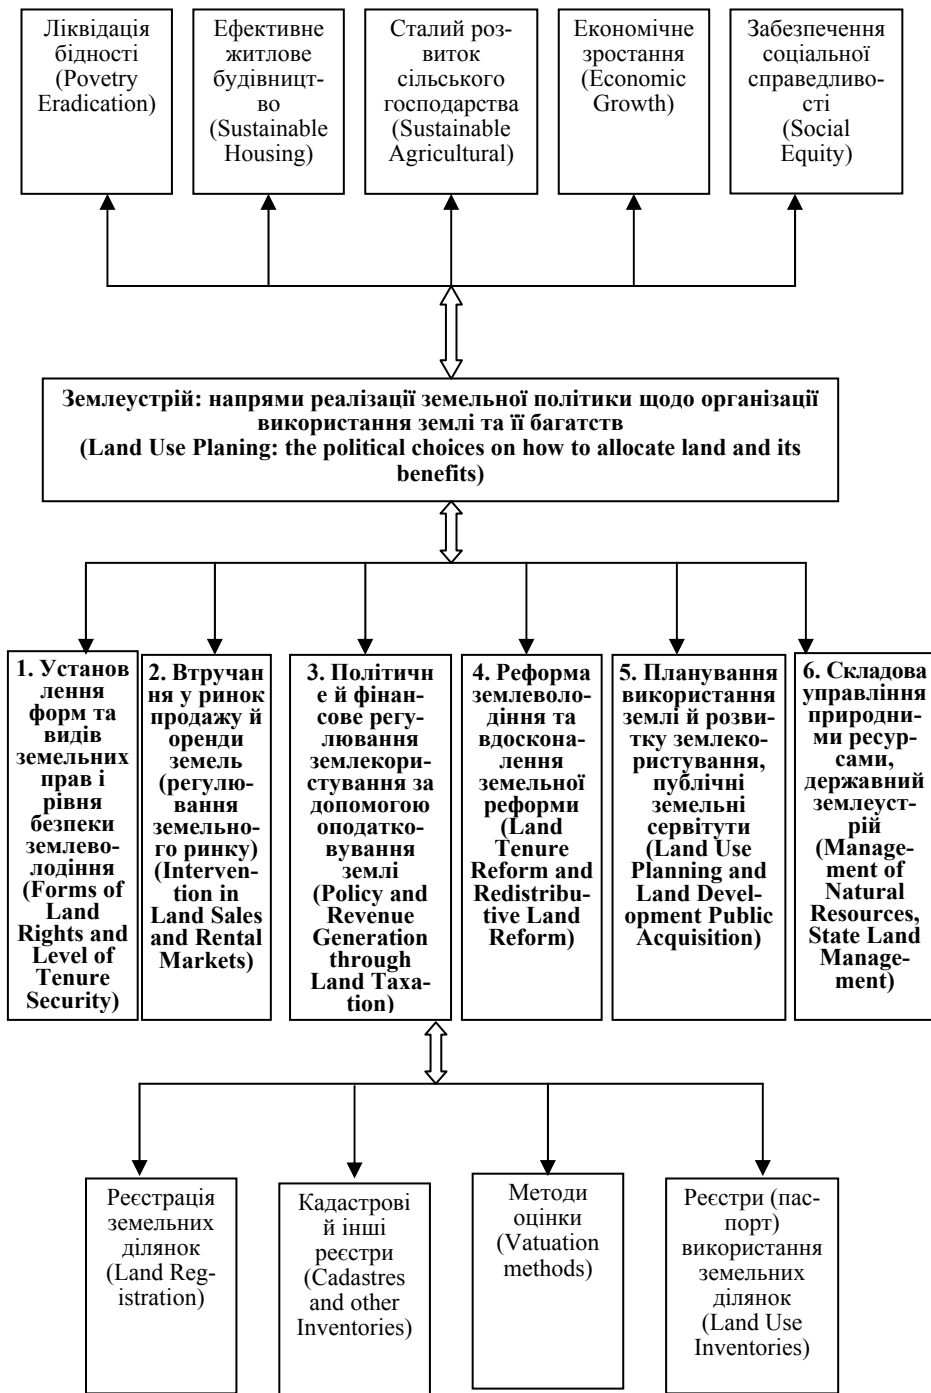 Ліквідація
бідності
(Povetry
Eradication)
Ефективне
житлове
будівницт-
во
(Sustainable
Housing)
Сталий роз-
виток
сільського
господарства
(Sustainable
Agricultural)
Економічне
зростання
(Economic
Growth)
Забезпечення
соціальної
справедливо-
сті
(Social
Equity)
Землеустрій: напрями реалізації земельної політики щодо організації
використання землі та її багатств
(Land Use Planing: the political choices on how to allocate land and its
benefits)
1. Установ
лення
форм та
видів
земельних
прав і
рівня
безпеки
землево-
лодіння
(Forms of
Land
Rights and
Level of
Tenure
Security)
2. Втручан
ня у ринок
продажу й
оренди
земель
(регулю-
вання
земельно-
го ринку)
(Interven-
tion in
Land Sales
and Rental
Markets)
3. Політичн
е й фінан-
сове регу-
лювання
землекори-
стування за
допомогою
оподатко-
вування
землі
(Policy and
Revenue
Generation
through
Land Taxa-
tion)
4. Реформа
землеволо-
діння та
вдоскона-
лення
земельної
реформи
(Land
Tenure
Reform and
Redistribu-
tive Land
Reform)
5. Планування
використання
землі й розви-
тку землеко-
ристування,
публічні
земельні
сервітути
(Land Use
Planning and
Land Devel-
opment Public
Acquisition)
6. Складова
управління
природни-
ми ресур-
сами,
державний
землеуст-
рій
(Manage-
ment of
Natural
Resources,
State Land
Manage-
ment)
Реєстрація
земельних
ділянок
(Land Reg-
istration)
Кадастрові
й інші
реєстри
(Cadastres
and other
Inventories)
Методи
оцінки
(Vatuation
methods)
Реєстри (пас-
порт)
використання
земельних
ділянок
(Land Use
Inventories)